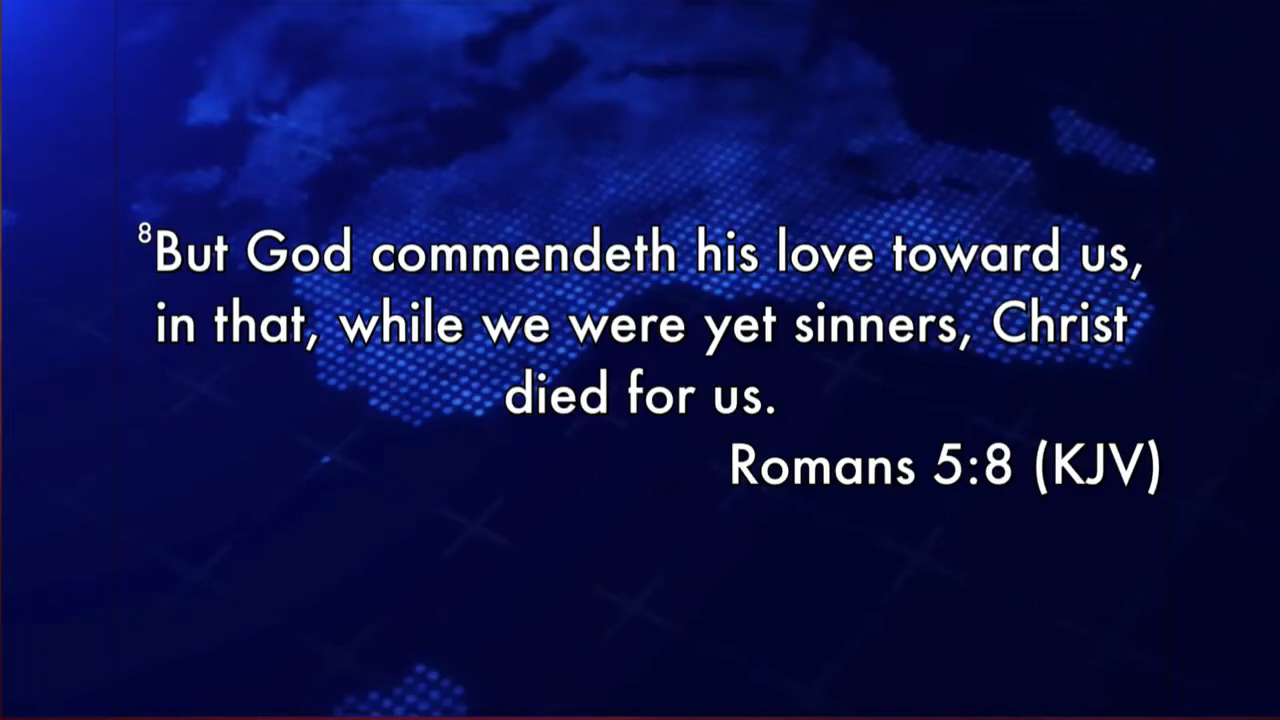 ⁸But God commendeth his love toward us,
in that, while we were yet sinners, Christ
died for us.
Romans 5:8 (KJV)